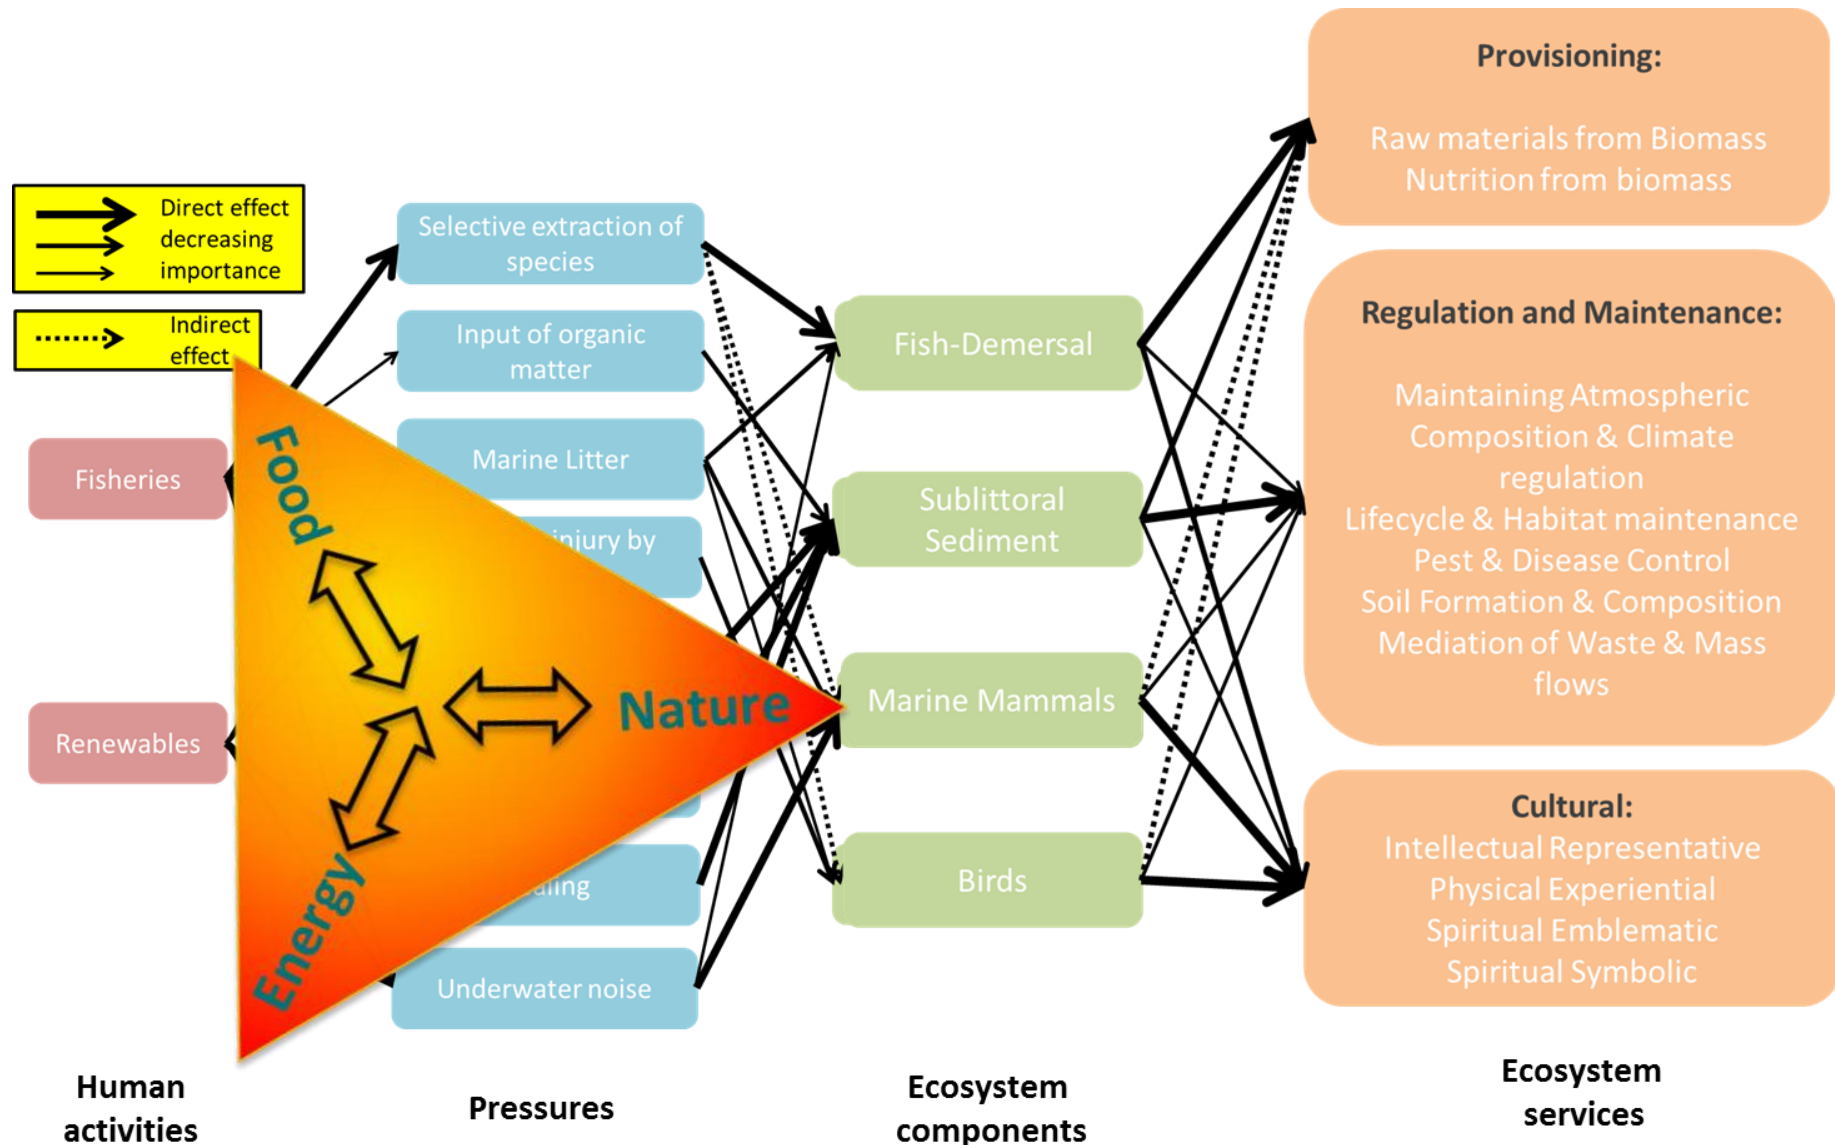 Direct effect
decreasing
importance
Indirect
effect
Fisheries
Renewables
Food
Energy
Nature
Selective extraction of
species
Input of organic
matter
Marine Litter
injury by
Underwater noise
Fish-Demersal
Sublittoral
Sediment
Marine Mammals
Birds
Provisioning:
Raw materials from Biomass
Nutrition from biomass
Regulation and Maintenance:
Maintaining Atmospheric
Composition & Climate
regulation
Lifecycle & Habitat maintenance
Pest & Disease Control
Soil Formation & Composition
Mediation of Waste & Mass
flows
Cultural:
Intellectual Representative
Physical Experiential
Spiritual Emblematic
Spiritual Symbolic
Human
activities
Pressures
Ecosystem
components
Ecosystem
services